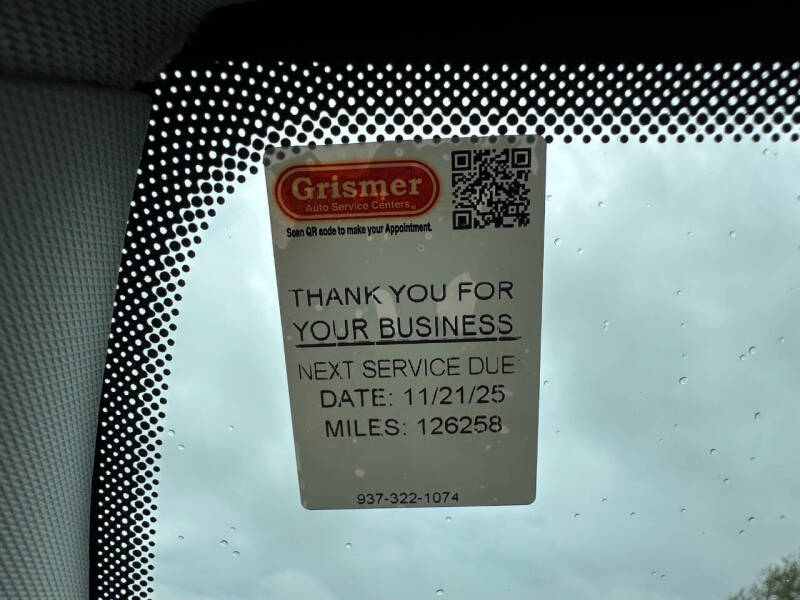 Grismer
Auto Service Centers
Scan QR code to make your Appointment.
THANK YOU FOR
YOUR BUSINESS
NEXT SERVICE DUE:
DATE: 11/21/25
MILES: 126258
937-322-1074